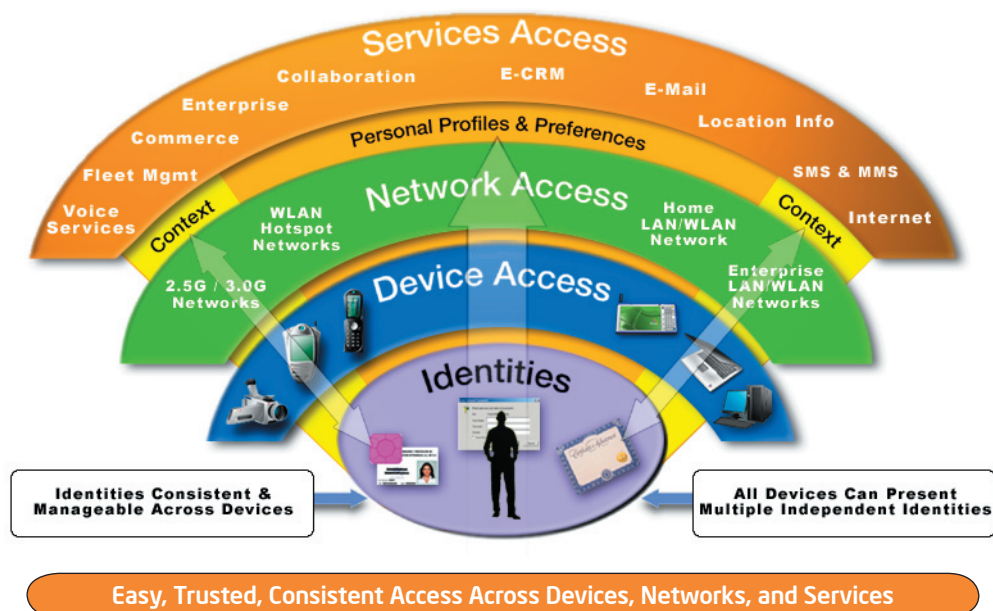 Services Access
Collaboration
E-CRM
E-Mail
Enterprise
Location Info
Commerce
Personal Profiles & Preferences
Fleet Mgmt
SMS & MMS
Voice
Services
Context
Network Access
Context
Internet
WLAN
Hotspot
Networks
Home
LAN/WLAN
Network
2.5G / 3.0G
Networks
Enterprise
LAN/WLAN
Networks
Device Access
Identities
Identities Consistent &
Manageable Across Devices
All Devices Can Present
Multiple Independent Identities
Easy, Trusted, Consistent Access Across Devices, Networks, and Services